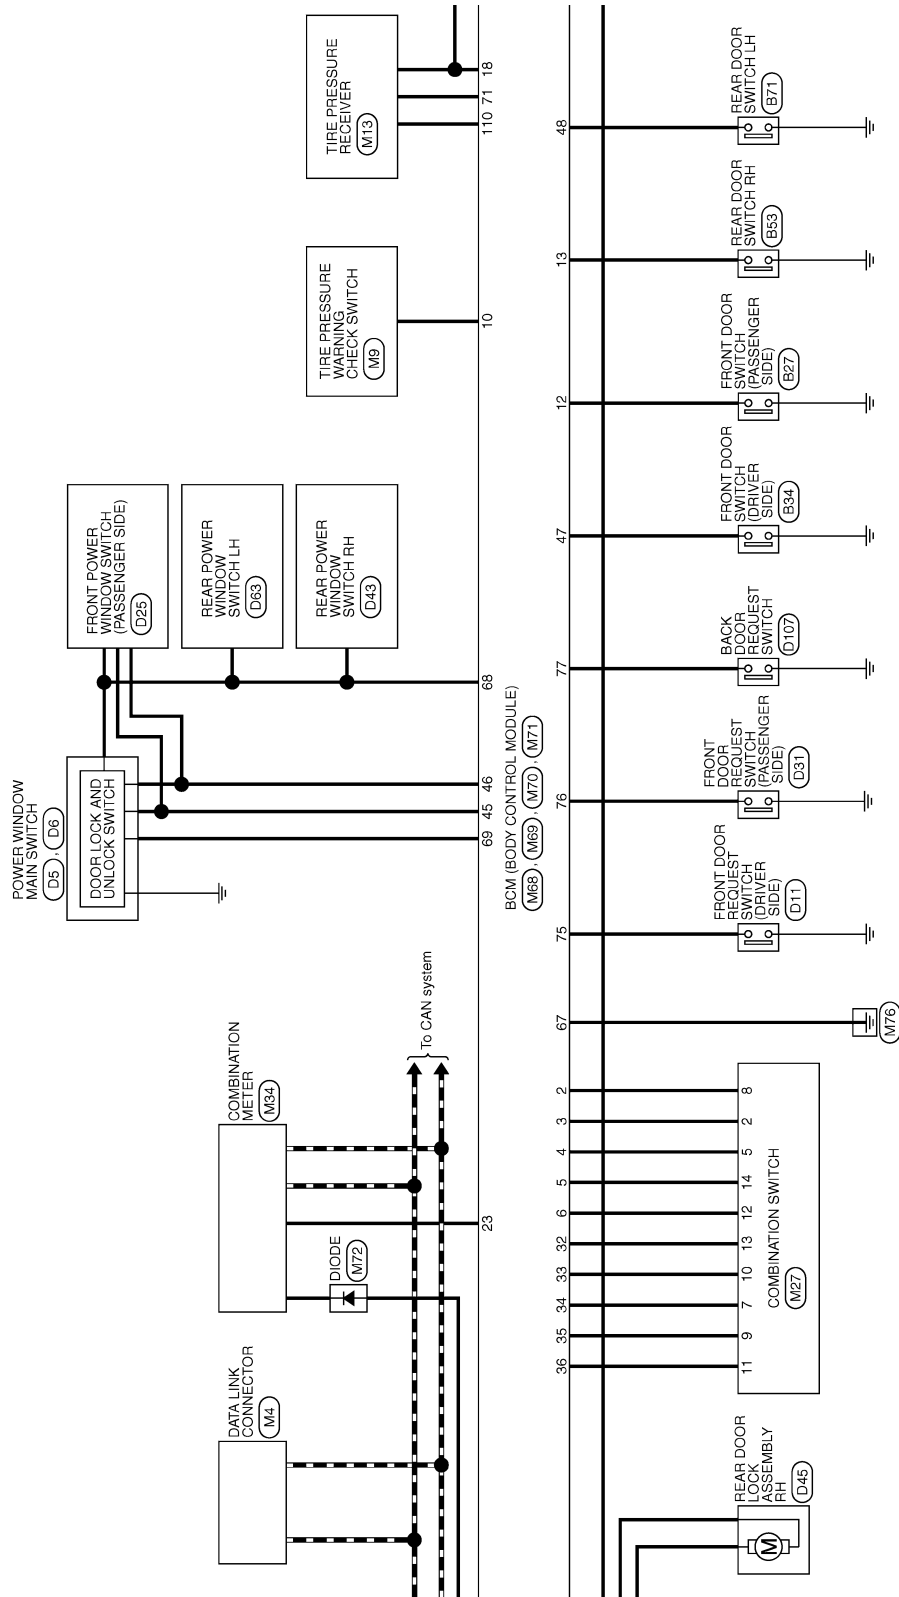 POWER WINDOW
MAIN SWITCH
D5 , D6
DOOR LOCK AND
UNLOCK SWITCH
FRONT POWER
WINDOW SWITCH
(PASSENGER SIDE)
D25
REAR POWER
WINDOW
SWITCH LH
D63
REAR POWER
WINDOW
SWITCH RH
D43
DATA LINK
CONNECTOR
M4
COMBINATION
METER
M34
DIODE
M72
To CAN system
TIRE PRESSURE
WARNING
CHECK SWITCH
M9
TIRE PRESSURE
RECEIVER
M13
23
69
45
46
68
10
110
71
18
BCM (BODY CONTROL MODULE)
M68 , M69 , M70 , M71
36
35
34
33
32
6
5
4
3
2
67
75
76
77
47
12
13
48
REAR DOOR
LOCK
ASSEMBLY
RH
D45
M
11
9
7
10
13
12
14
5
2
8
COMBINATION SWITCH
M27
M76
FRONT DOOR
REQUEST
SWITCH
(DRIVER
SIDE)
D11
FRONT
DOOR
REQUEST
SWITCH
(PASSENGER
SIDE)
D31
BACK
DOOR
REQUEST
SWITCH
D107
FRONT DOOR
SWITCH
(DRIVER
SIDE)
B34
FRONT DOOR
SWITCH
(PASSENGER
SIDE)
B27
REAR DOOR
SWITCH RH
B53
REAR DOOR
SWITCH LH
B71